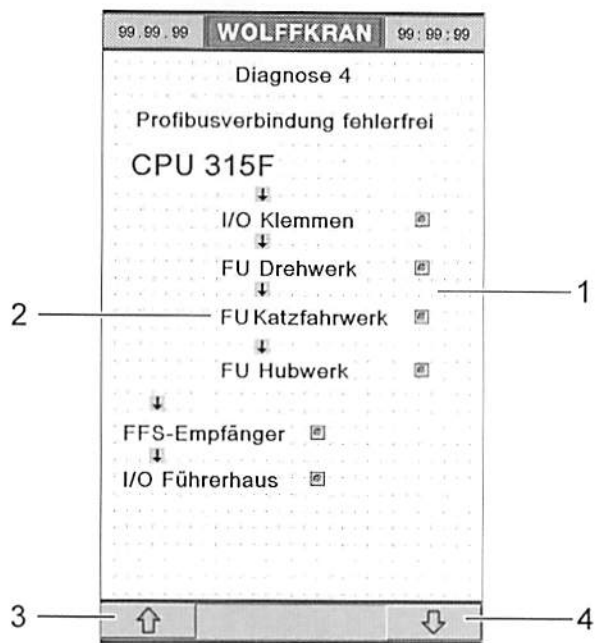 99.99.99 WOLFFKRAN 99:99:99
Diagnose 4
Profibusverbindung fehlerfrei
CPU 315F
I/O Klemmen
FU Drehwerk
1
2 FU Katzfahrwerk
FU Hubwerk
FFS-Empfänger
I/O Führerhaus
3 4